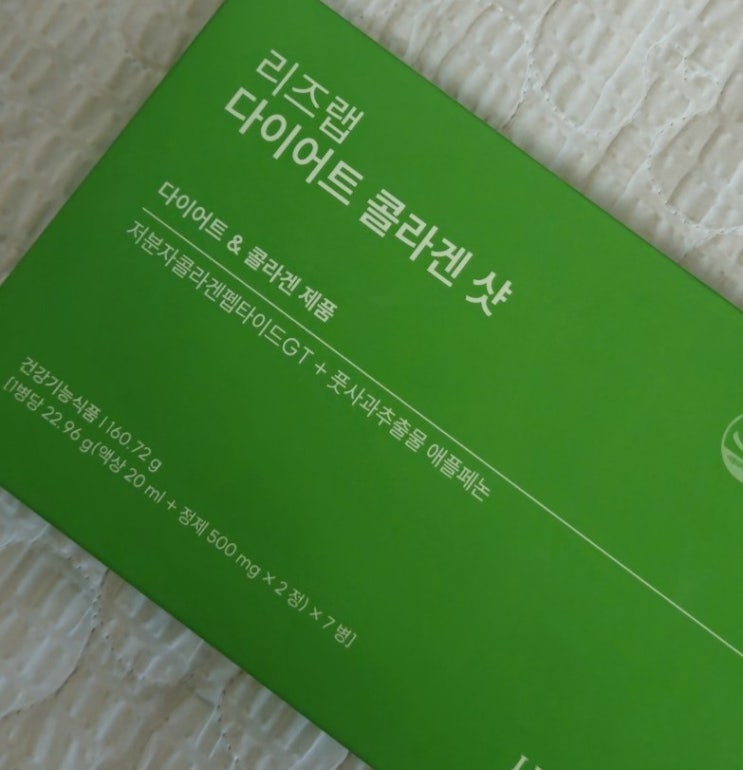 리즈랩
다이어트 콜라겐 샷
다이어트 & 콜라겐 제품
저분자콜라겐펩타이드GT + 풋사과추출물 애플페논
건강기능식품 | 160.72 g
[1병당 22.96 g(액상 20 ml + 정제 500 mg × 2 정) × 7 병]